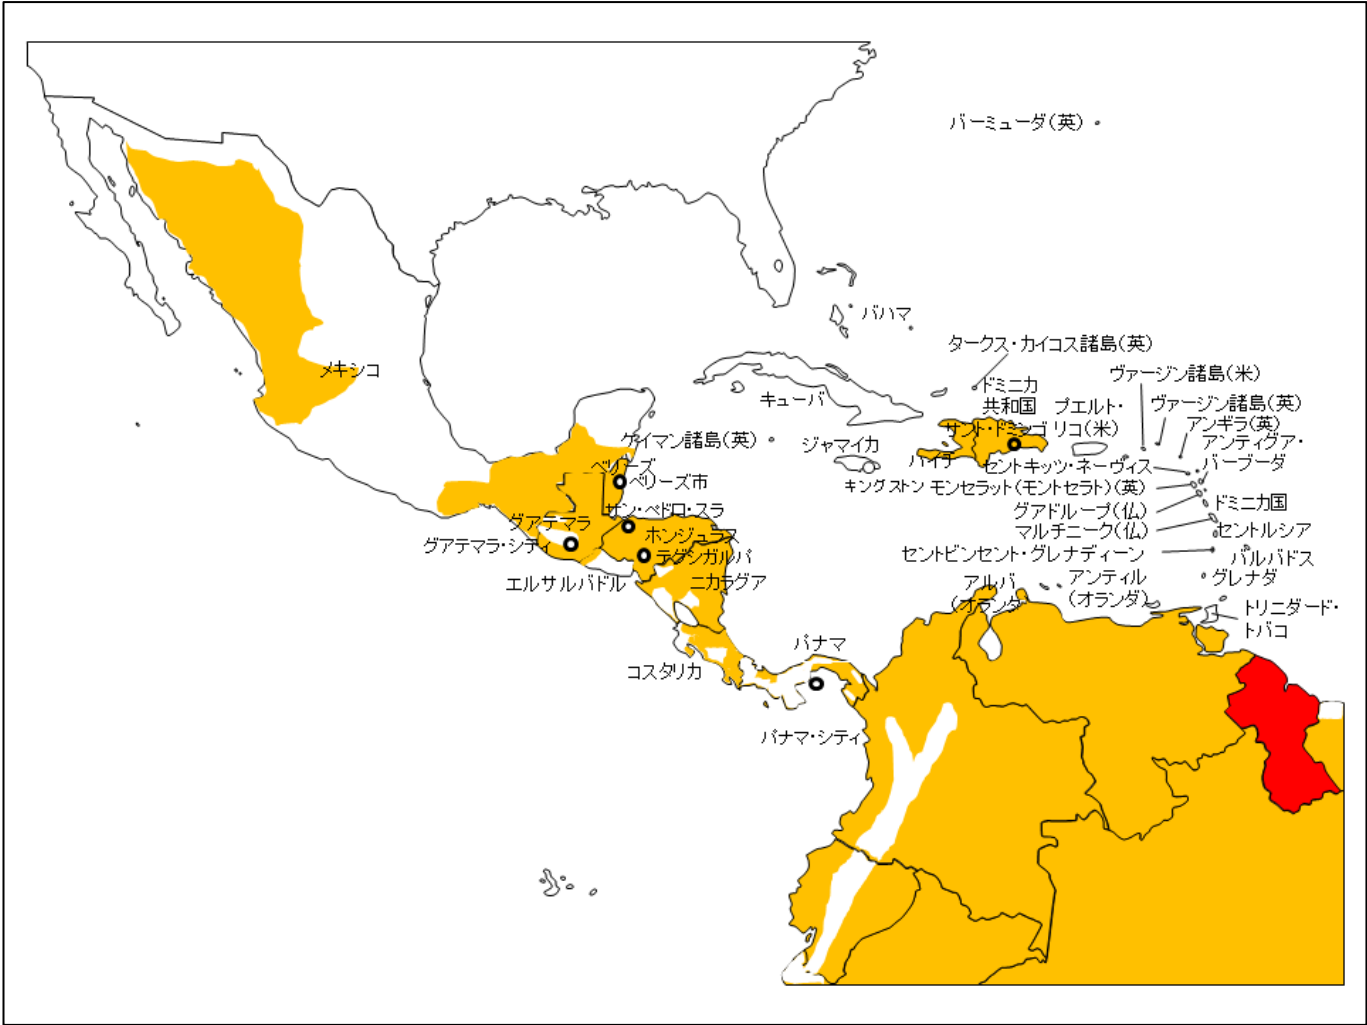 バーミューダ(英)
バハマ
タークス・カイコス諸島(英)
ヴァージン諸島(米)
ドミニカ
共和国
プエルト・
リコ(米)
ヴァージン諸島(英)
アンギラ(英)
アンティグア・
バーブーダ
メキシコ
キューバ
サント・ドミンゴ
ケイマン諸島(英)
ジャマイカ
ハイチ
セントキッツ・ネーヴィス
ベリーズ
ベリーズ市
キングストン
モンセラット(モントセラト)(英)
グアドループ(仏)
ドミニカ国
サン・ペドロ・スラ
グアテマラ
ホンジュラス
マルチニーク(仏)
セントルシア
グアテマラ・シティ
テグシガルパ
セントビンセント・グレナディーン
バルバドス
エルサルバドル
ニカラグア
アルバ
(オランダ
アンティル
(オランダ)
グレナダ
トリニダード・
トバコ
コスタリカ
パナマ
パナマ・シティ